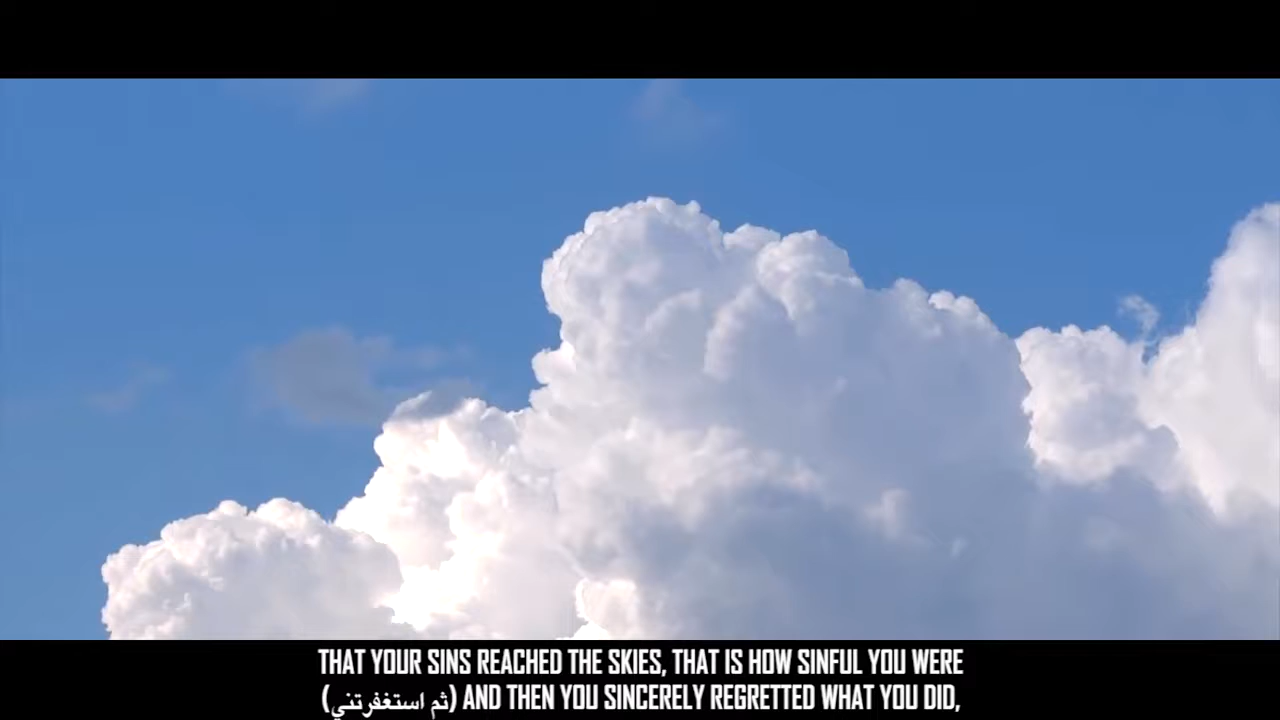 THAT YOUR SINS REACHED THE SKIES, THAT IS HOW SINFUL YOU WERE
(ثم استغفرتني) AND THEN YOU SINCERELY REGRETTED WHAT YOU DID,